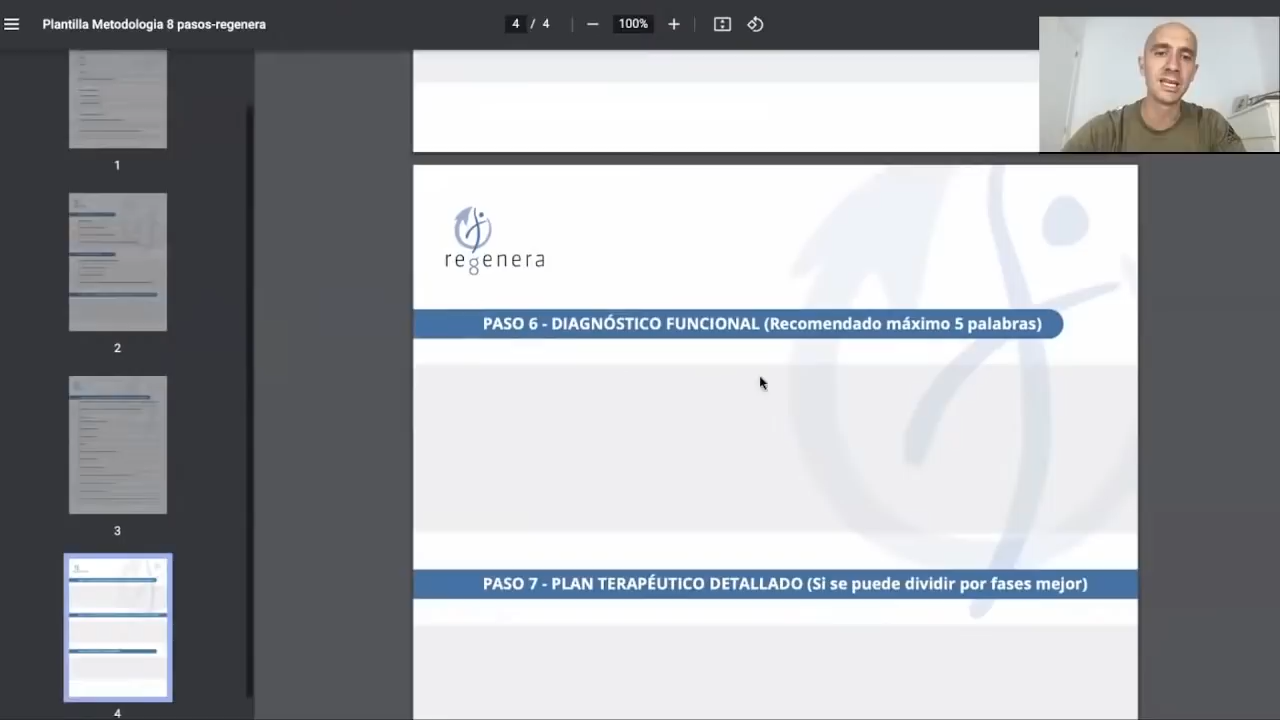 Plantilla Metodologia 8 pasos-regenera
4 / 4
100%
1
2
3
4
regenera
PASO 6 - DIAGNÓSTICO FUNCIONAL (Recomendado máximo 5 palabras)
PASO 7 - PLAN TERAPÉUTICO DETALLADO (Si se puede dividir por fases mejor)